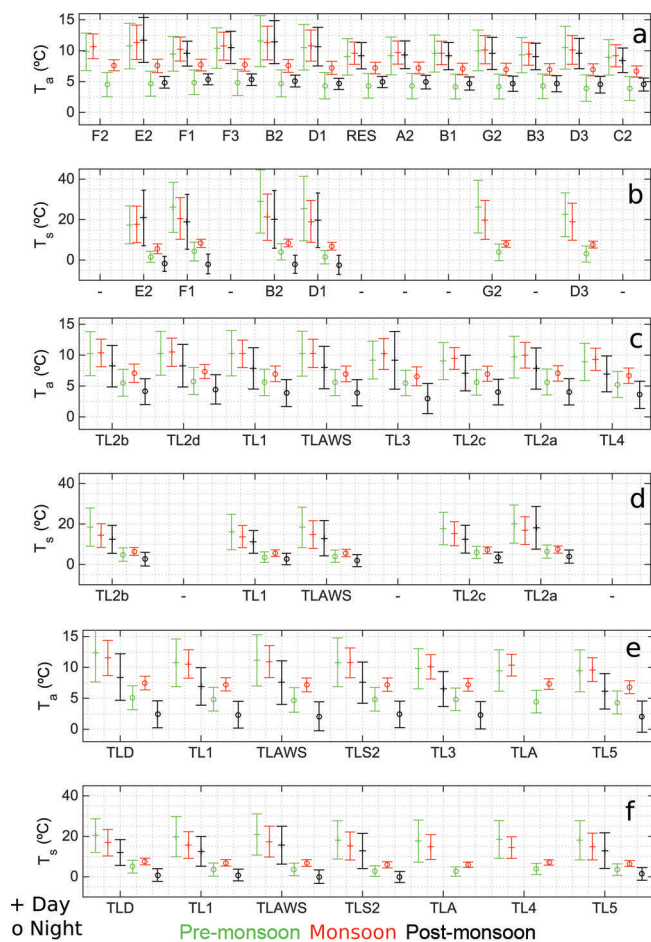 a
Tₐ (ºC)
15
10
5
0
F2 E2 F1 F3 B2 D1 RES A2 B1 G2 B3 D3 C2
b
Tₛ (ºC)
40
20
0
- E2 F1 - B2 D1 - - - G2 - D3 -
c
Tₐ (ºC)
15
10
5
0
TL2b TL2d TL1 TLAWS TL3 TL2c TL2a TL4
d
Tₛ (ºC)
40
20
0
TL2b - TL1 TLAWS - TL2c TL2a -
e
Tₐ (ºC)
15
10
5
0
TLD TL1 TLAWS TLS2 TL3 TLA TL5
f
Tₛ (ºC)
40
20
0
TLD TL1 TLAWS TLS2 TLA TL4 TL5
+ Day
o Night
Pre-monsoon Monsoon Post-monsoon